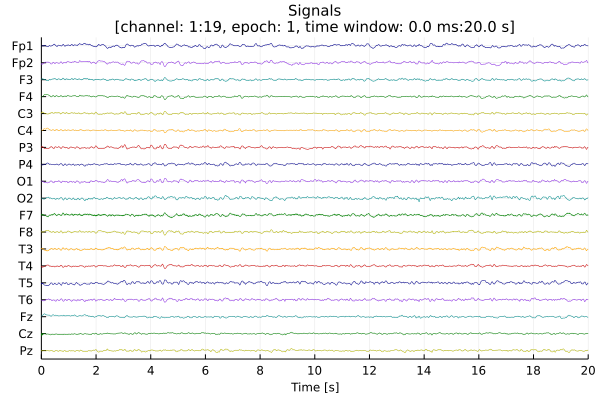 Signals
[channel: 1:19, epoch: 1, time window: 0.0 ms:20.0 s]
Fp1
Fp2
F3
F4
C3
C4
P3
P4
O1
O2
F7
F8
T3
T4
T5
T6
Fz
Cz
Pz
0 2 4 6 8 10 12 14 16 18 20
Time [s]